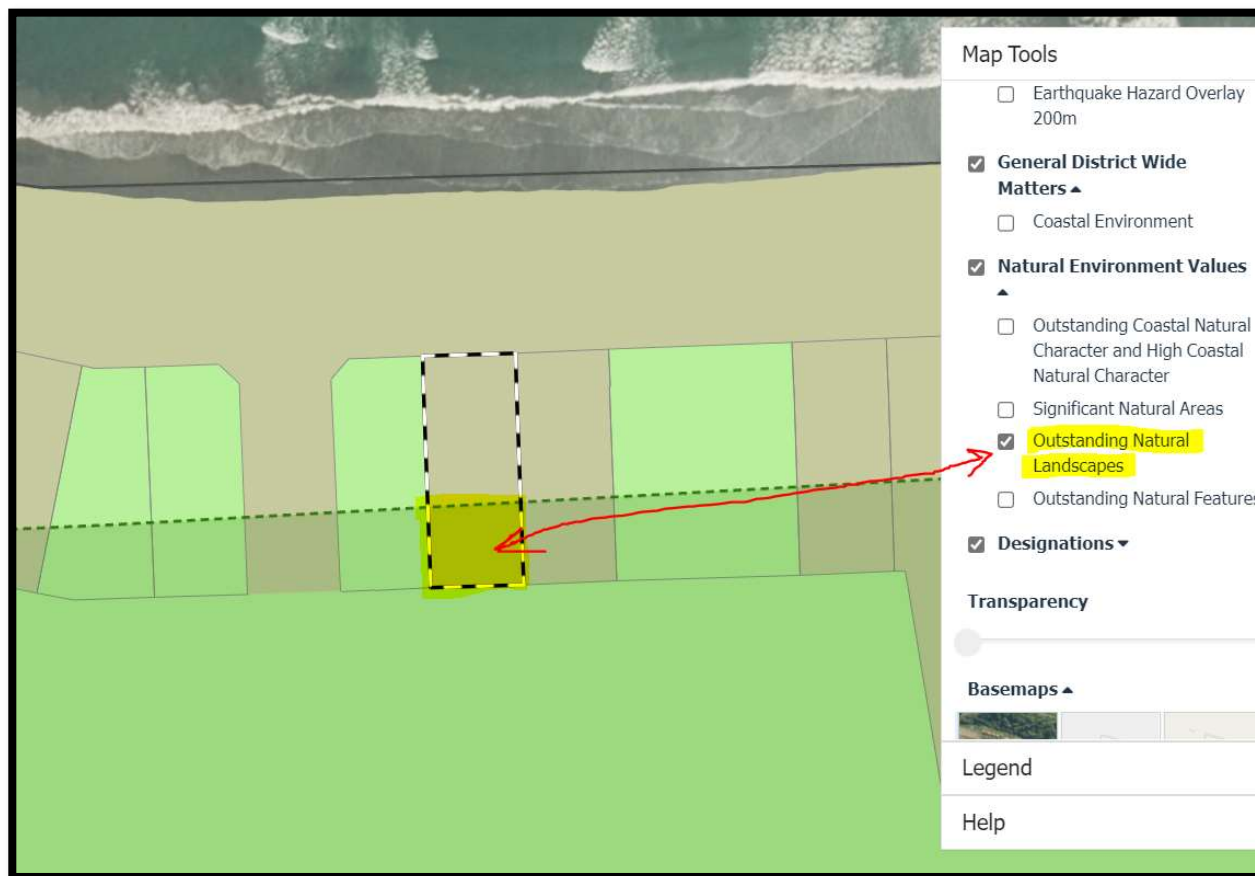 Map Tools
Earthquake Hazard Overlay
200m
General District Wide
Matters
Coastal Environment
Natural Environment Values
Outstanding Coastal Natural
Character and High Coastal
Natural Character
Significant Natural Areas
Outstanding Natural
Landscapes
Outstanding Natural Features
Designations
Transparency
Basemaps
Legend
Help